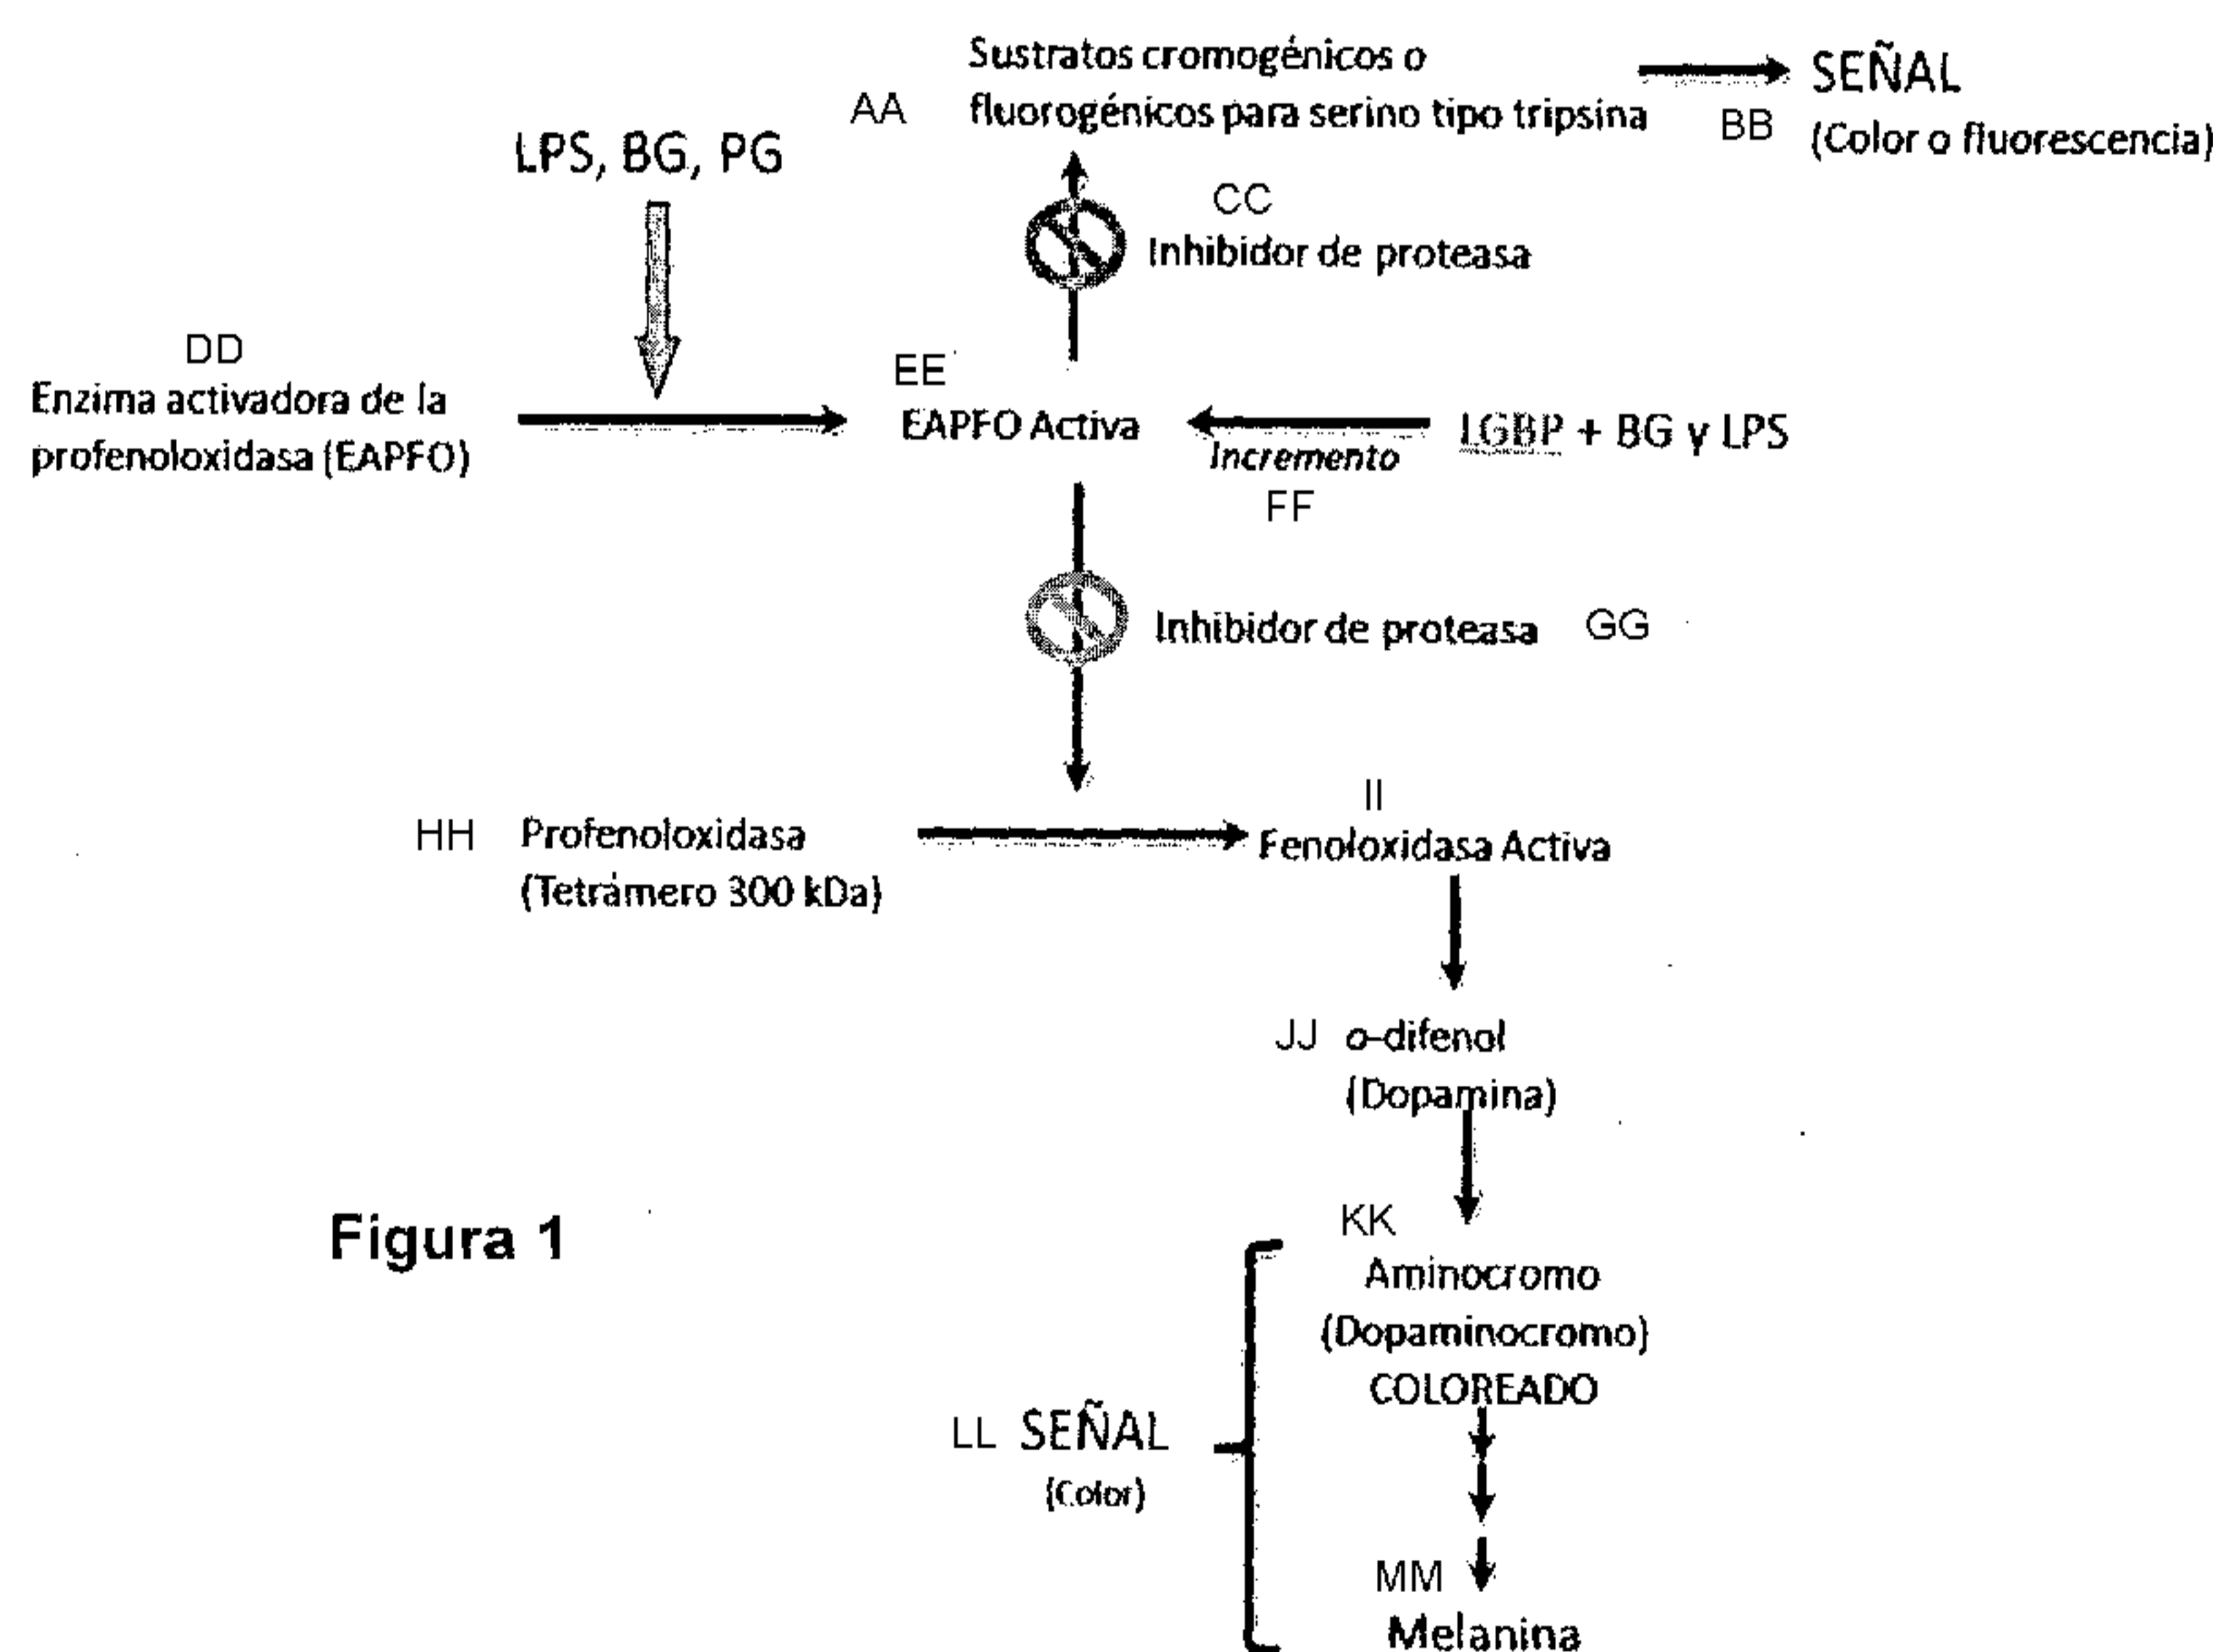 Sustratos cromogénicos o
AA
fluorogénicos para serino tipo tripsina
BB
SEÑAL
(Color o fluorescencia)
LPS, BG, PG
CC
Inhibidor de proteasa
DD
Enzima activadora de la
profenoloxidasa (EAPFO)
EE
EAPFO Activa
Incremento
FF
LGBP + BG y LPS
Inhibidor de proteasa GG
HH Profenoloxidasa
(Tetrámero 300 kDa)
II
Fenoloxidasa Activa
JJ o-difenol
(Dopamina)
Figura 1
KK
Aminocromo
(Dopaminocromo)
COLOREADO
LL SEÑAL
(Color)
MM
Melanina